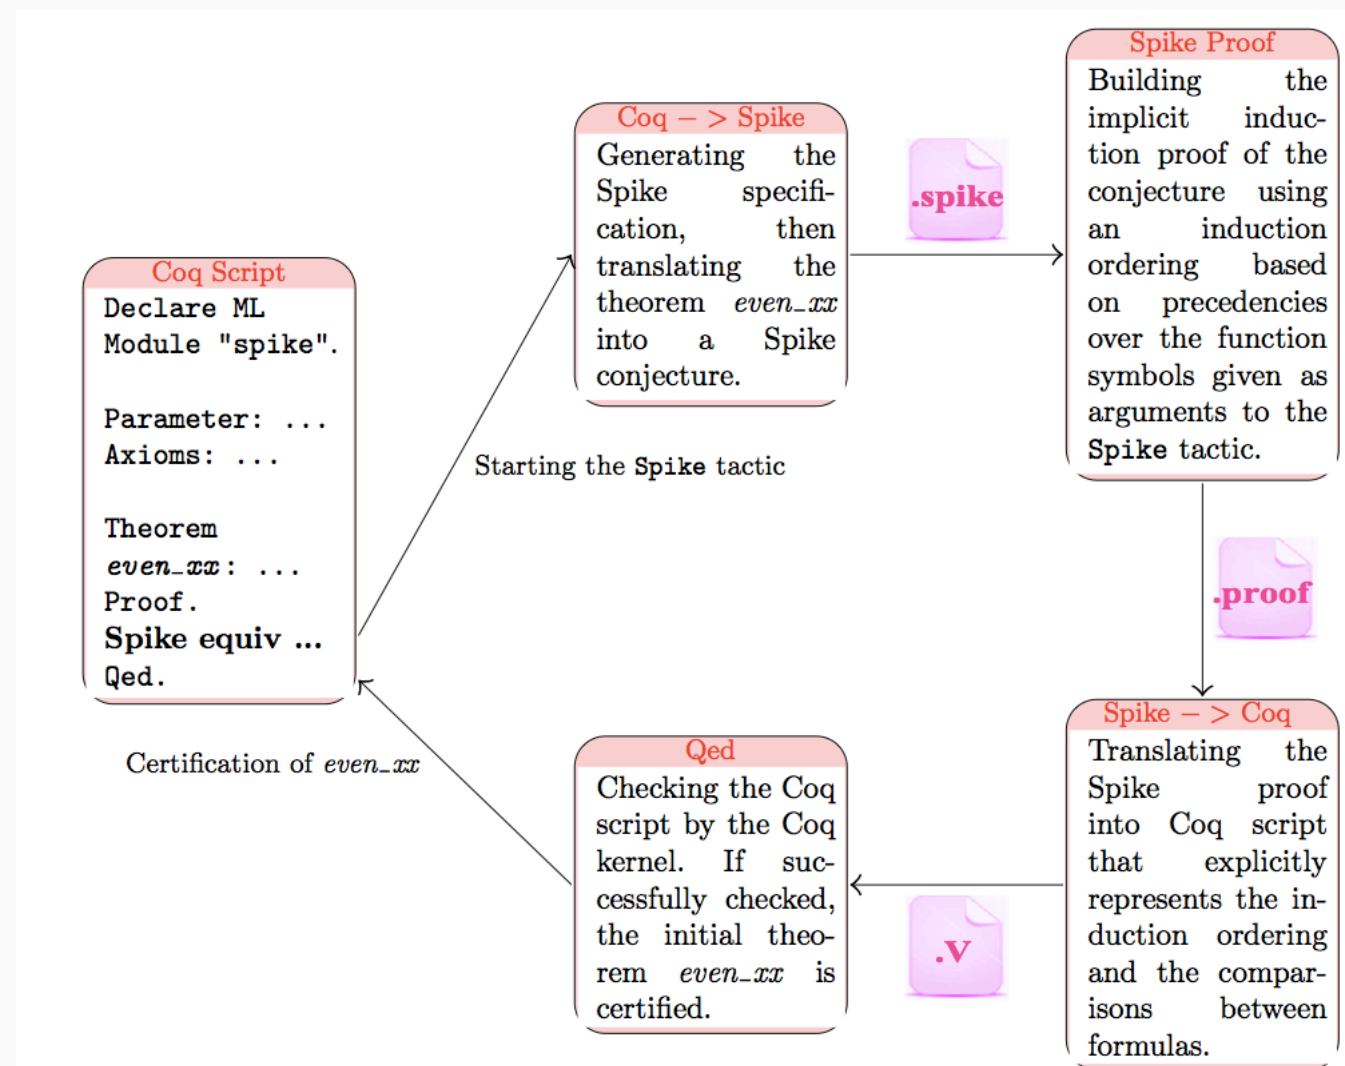 Coq Script
Declare ML
Module "spike".
Parameter: ...
Axioms: ...
Theorem
even_xx: ...
Proof.
Spike equiv ...
Qed.
Starting the Spike tactic
Coq − > Spike
Generating the
Spike specifi-
cation, then
translating the
theorem even_xx
into a Spike
conjecture.
.spike
Spike Proof
Building the
implicit induc-
tion proof of the
conjecture using
an induction
ordering based
on precedencies
over the function
symbols given as
arguments to the
Spike tactic.
.proof
Spike − > Coq
Translating the
Spike proof
into Coq script
that explicitly
represents the in-
duction ordering
and the compar-
isons between
formulas.
.v
Qed
Checking the Coq
script by the Coq
kernel. If suc-
cessfully checked,
the initial theo-
rem even_xx is
certified.
Certification of even_xx